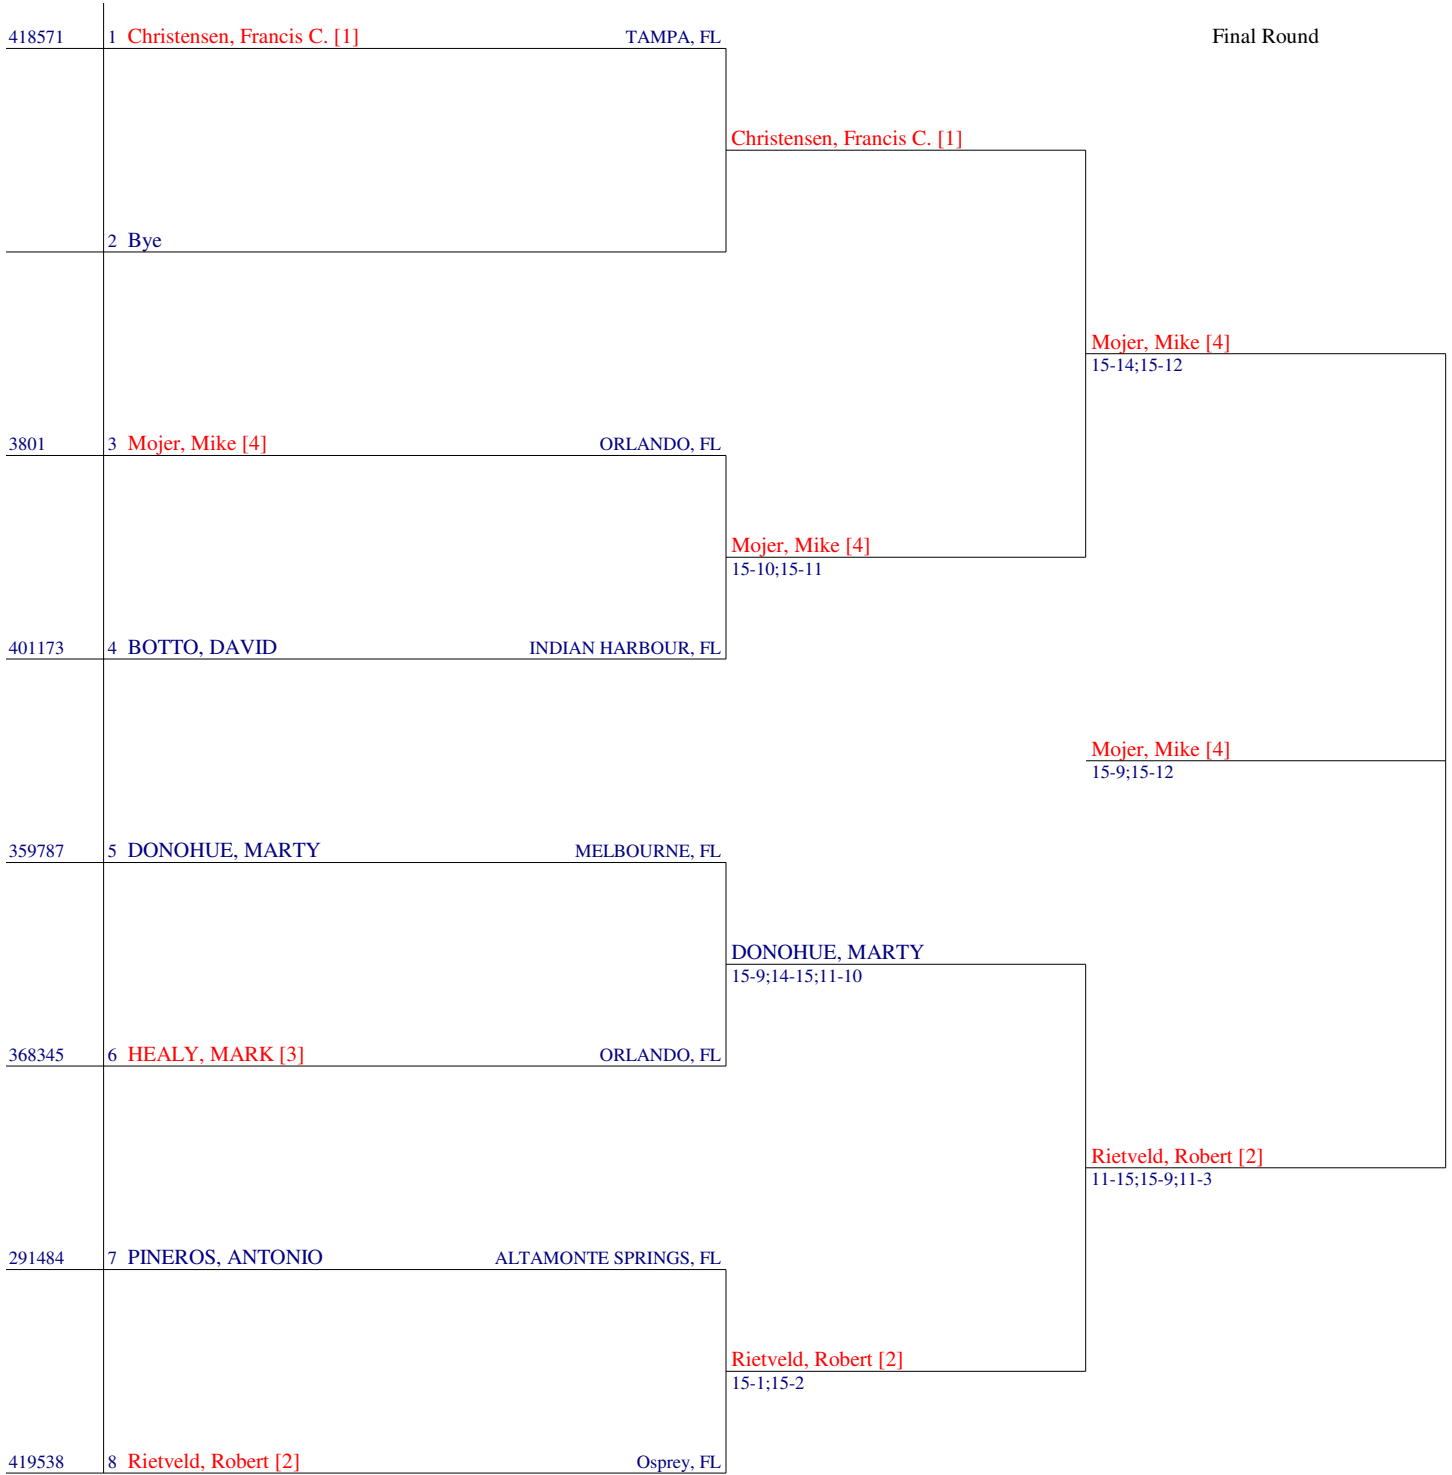 418571 1 Christensen, Francis C. [1] TAMPA, FL Final Round
Christensen, Francis C. [1]
2 Bye
Mojer, Mike [4]
15-14;15-12
3801 3 Mojer, Mike [4] ORLANDO, FL
Mojer, Mike [4]
15-10;15-11
401173 4 BOTTO, DAVID INDIAN HARBOUR, FL
Mojer, Mike [4]
15-9;15-12
359787 5 DONOHUE, MARTY MELBOURNE, FL
DONOHUE, MARTY
15-9;14-15;11-10
368345 6 HEALY, MARK [3] ORLANDO, FL
Rietveld, Robert [2]
11-15;15-9;11-3
291484 7 PINEROS, ANTONIO ALTAMONTE SPRINGS, FL
Rietveld, Robert [2]
15-1;15-2
419538 8 Rietveld, Robert [2] Osprey, FL